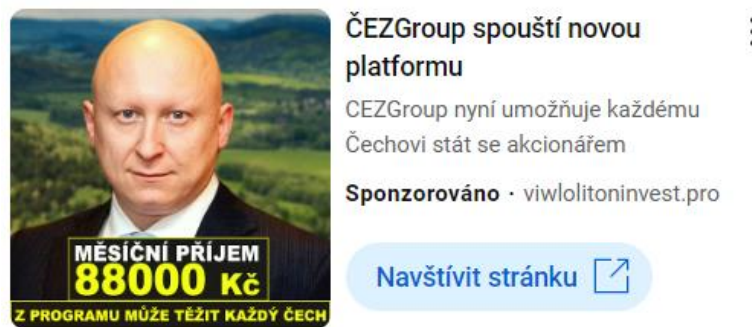 ČEZGroup spouští novou
platformu
CEZGroup nyní umožňuje každému
Čechovi stát se akcionářem
Sponzorováno · viwlolitoninvest.pro
Navštívit stránku
MĚSÍČNÍ PŘÍJEM
88000 Kč
Z PROGRAMU MŮŽE TĚŽIT KAŽDÝ ČECH